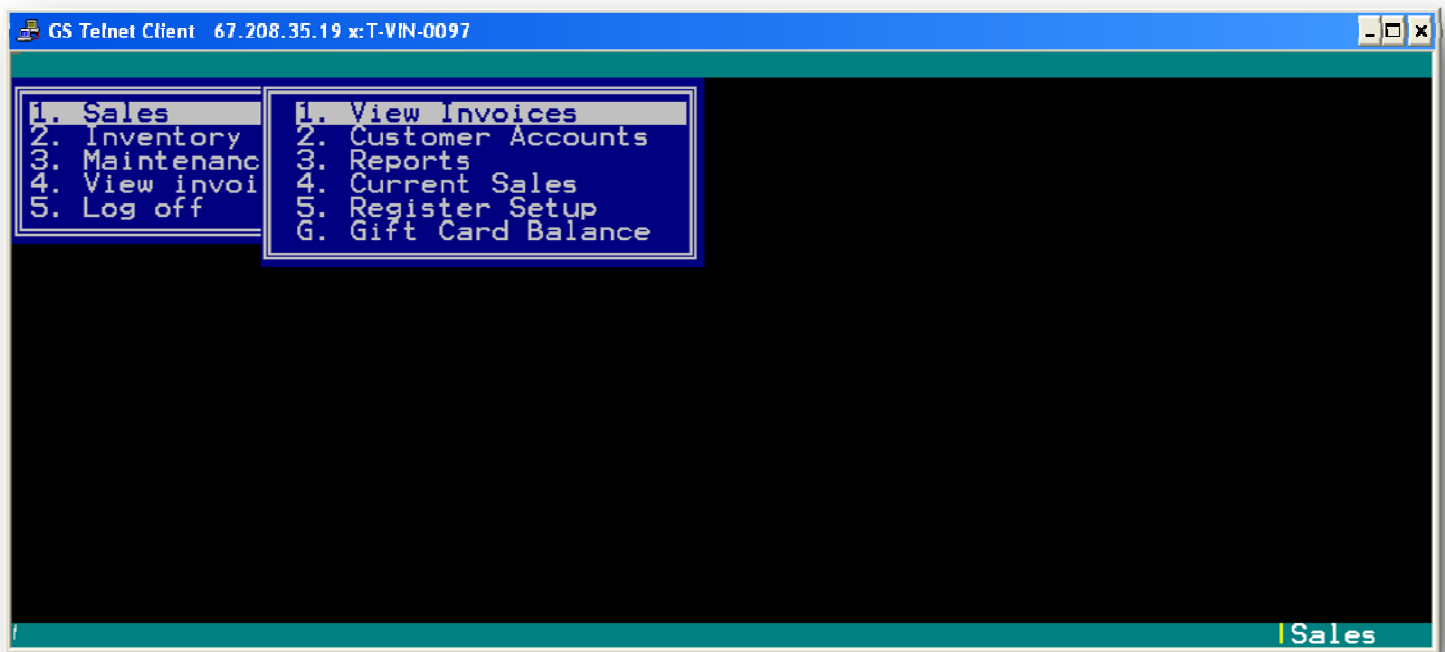 GS Telnet Client 67.208.35.19 x:T-VIN-0097
1. Sales
2. Inventory
3. Maintenanc
4. View invoi
5. Log off
1. View Invoices
2. Customer Accounts
3. Reports
4. Current Sales
5. Register Setup
G. Gift Card Balance
Sales